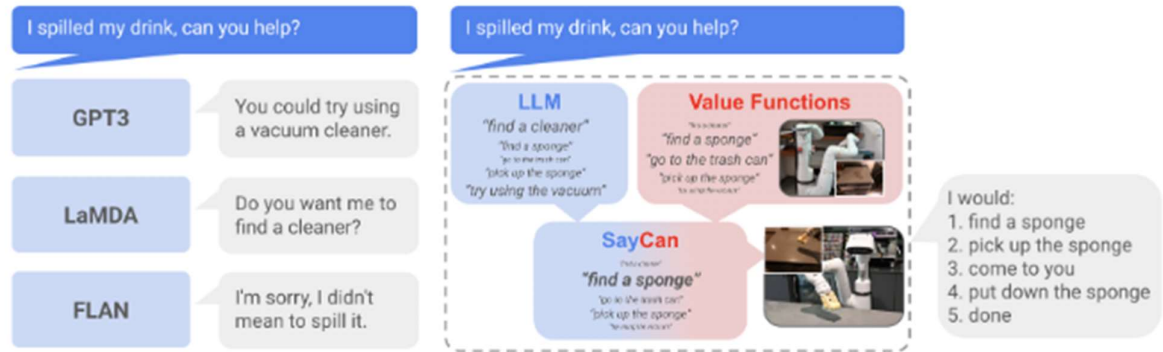 I spilled my drink, can you help?
GPT3
You could try using
a vacuum cleaner.
LaMDA
Do you want me to
find a cleaner?
FLAN
I'm sorry, I didn't
mean to spill it.
I spilled my drink, can you help?
LLM
"find a cleaner"
"find a sponge"
"go to the trash can"
"pick up the sponge"
"try using the vacuum"
Value Functions
"find a sponge"
"go to the trash can"
"pick up the sponge"
SayCan
"find a sponge"
"go to the trash can"
"pick up the sponge"
I would:
1. find a sponge
2. pick up the sponge
3. come to you
4. put down the sponge
5. done